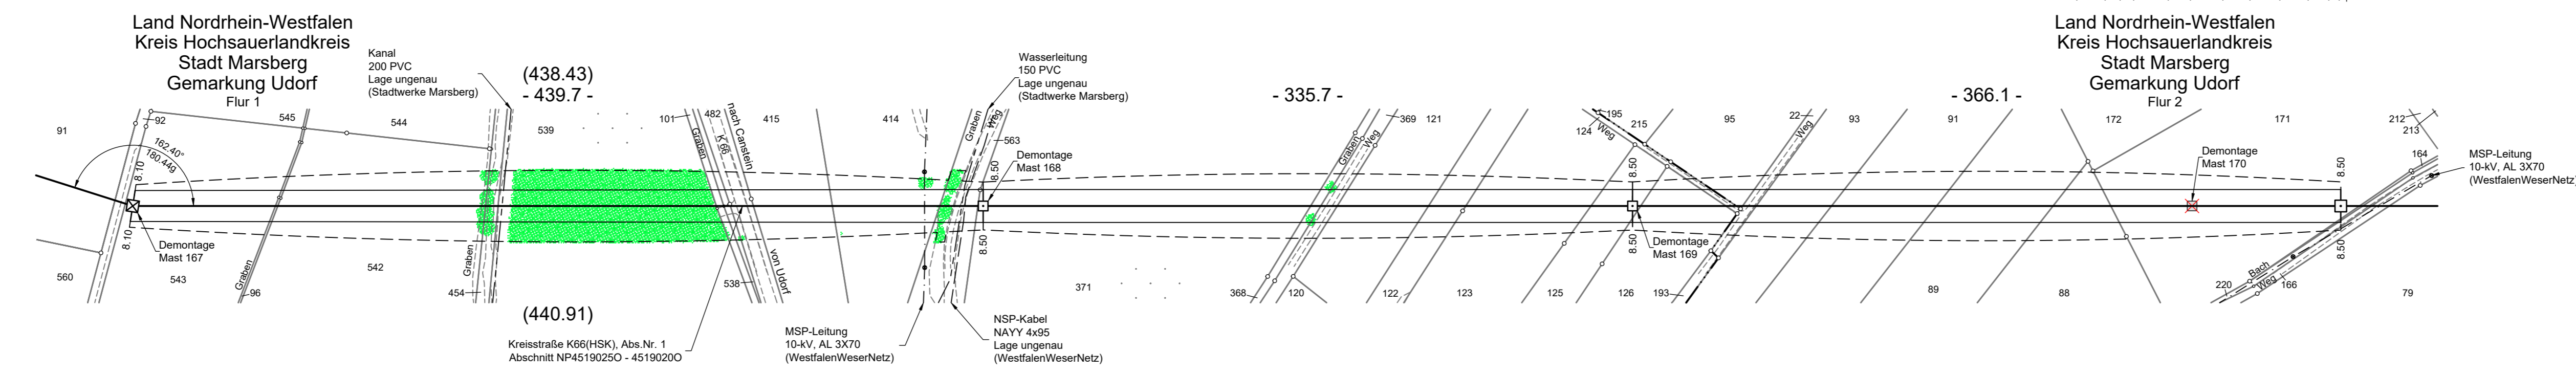 Land Nordrhein-Westfalen
Kreis Hochsauerlandkreis
Stadt Marsberg
Gemarkung Udorf
Flur 1
Kanal
200 PVC
Lage ungenau
(Stadtwerke Marsberg)
(438.43)
- 439.7 -
Wasserleitung
150 PVC
Lage ungenau
(Stadtwerke Marsberg)
- 335.7 -
- 366.1 -
Land Nordrhein-Westfalen
Kreis Hochsauerlandkreis
Stadt Marsberg
Gemarkung Udorf
Flur 2
91
92
545
544
539
101
482
nach Canstein
K 66
Graben
415
414
Graben
Weg
563
Graben
Weg
369
121
195
124
Weg
215
95
22
Weg
93
91
172
171
212
213
164
162.40°
180.44g
8.10
8.10
Demontage
Mast 167
Demontage
Mast 168
8.50
8.50
8.50
8.50
Demontage
Mast 169
Demontage
Mast 170
8.50
8.50
MSP-Leitung
10-kV, AL 3X70
(WestfalenWeserNetz)
560
543
Graben
96
542
Graben
454
538
von Udorf
371
368
120
122
123
125
126
193
89
88
220
Bach
Weg
166
79
(440.91)
Kreisstraße K66(HSK), Abs.Nr. 1
Abschnitt NP4519025O - 4519020O
MSP-Leitung
10-kV, AL 3X70
(WestfalenWeserNetz)
NSP-Kabel
NAYY 4x95
Lage ungenau
(WestfalenWeserNetz)